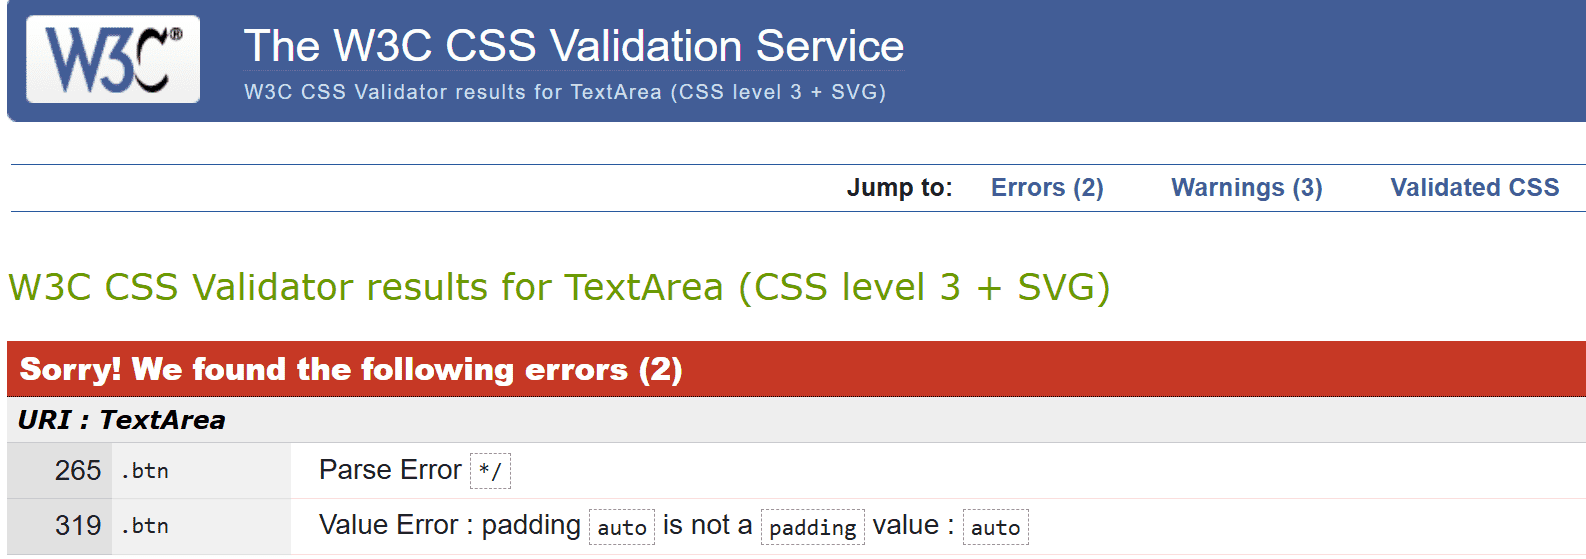 W3C®
The W3C CSS Validation Service
W3C CSS Validator results for TextArea (CSS level 3 + SVG)
Jump to: Errors (2) Warnings (3) Validated CSS
W3C CSS Validator results for TextArea (CSS level 3 + SVG)
Sorry! We found the following errors (2)
URI : TextArea
265 .btn Parse Error */
319 .btn Value Error : padding auto is not a padding value : auto